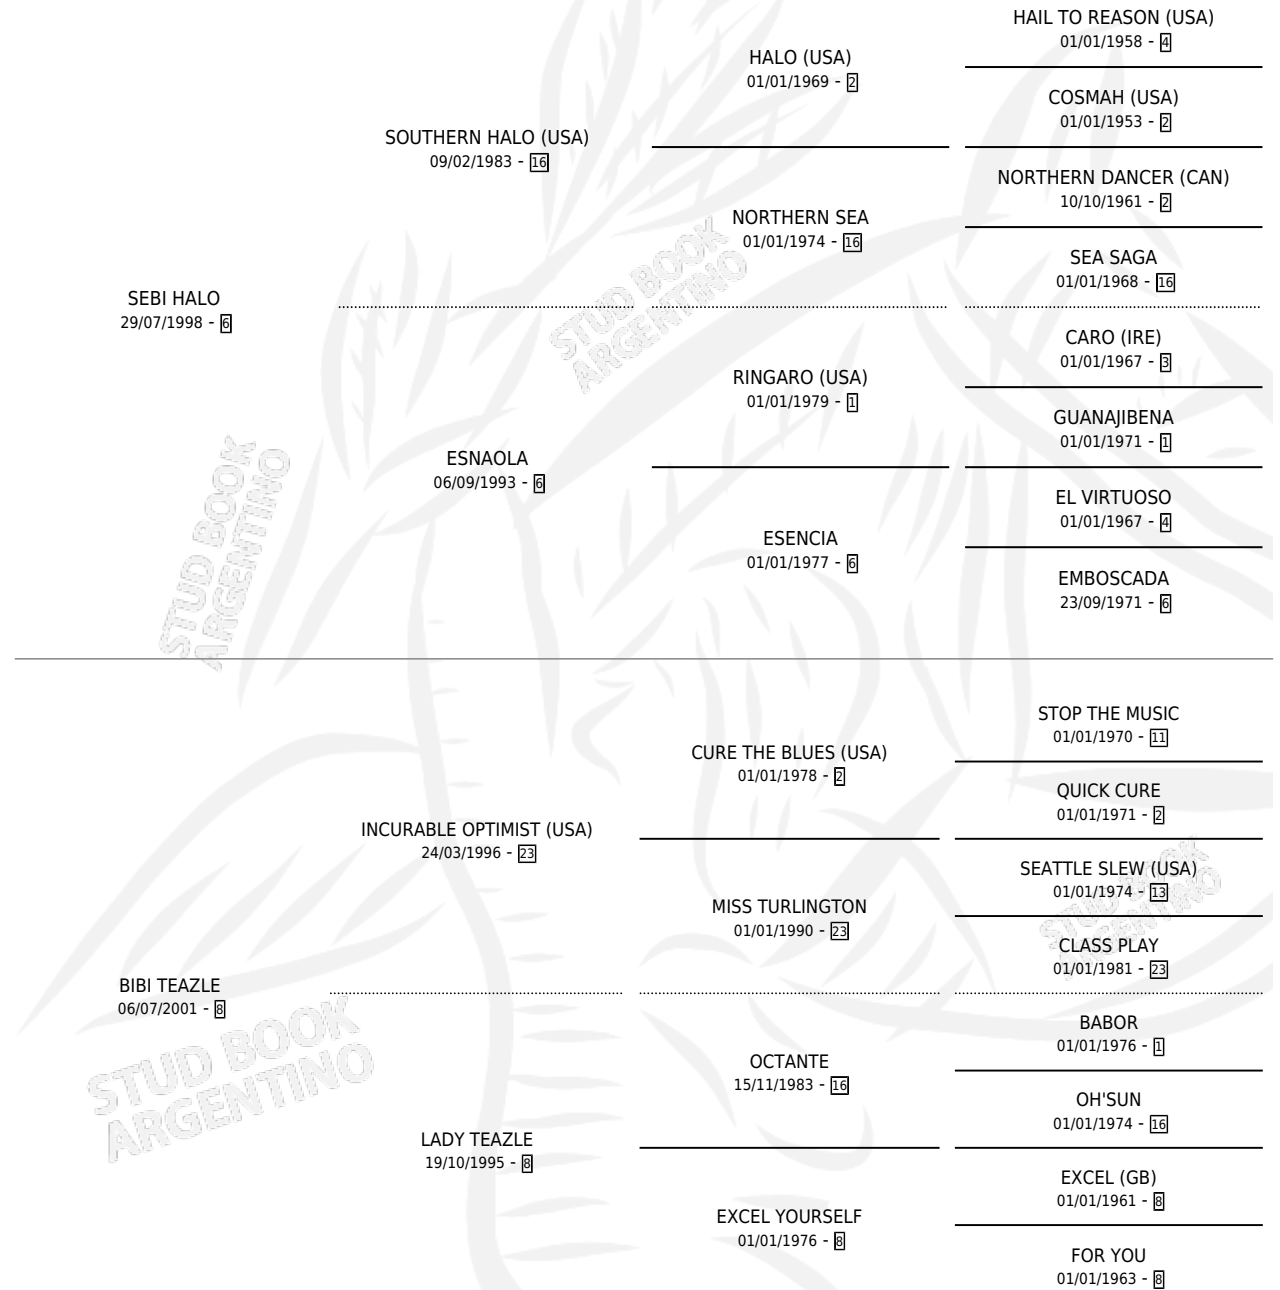 HAIL TO REASON (USA)
01/01/1958 - 4
HALO (USA)
01/01/1969 - 2
COSMAH (USA)
01/01/1953 - 2
SOUTHERN HALO (USA)
09/02/1983 - 16
NORTHERN DANCER (CAN)
10/10/1961 - 2
NORTHERN SEA
01/01/1974 - 16
SEA SAGA
01/01/1968 - 16
SEBI HALO
29/07/1998 - 6
STUD BOOK
ARGENTINO
CARO (IRE)
01/01/1967 - 3
RINGARO (USA)
01/01/1979 - 1
GUANAJIBENA
01/01/1971 - 1
ESNAOLA
06/09/1993 - 6
EL VIRTUOSO
01/01/1967 - 4
ESENCIA
01/01/1977 - 6
EMBOSCADA
23/09/1971 - 6
STUD BOOK
ARGENTINO
STOP THE MUSIC
01/01/1970 - 11
CURE THE BLUES (USA)
01/01/1978 - 2
QUICK CURE
01/01/1971 - 2
INCURABLE OPTIMIST (USA)
24/03/1996 - 23
SEATTLE SLEW (USA)
01/01/1974 - 13
MISS TURLINGTON
01/01/1990 - 23
STUD BOOK
ARGENTINO
CLASS PLAY
01/01/1981 - 23
BIBI TEAZLE
06/07/2001 - 8
STUD BOOK
ARGENTINO
BABOR
01/01/1976 - 1
OCTANTE
15/11/1983 - 16
OH'SUN
01/01/1974 - 16
LADY TEAZLE
19/10/1995 - 8
EXCEL (GB)
01/01/1961 - 8
EXCEL YOURSELF
01/01/1976 - 8
FOR YOU
01/01/1963 - 8